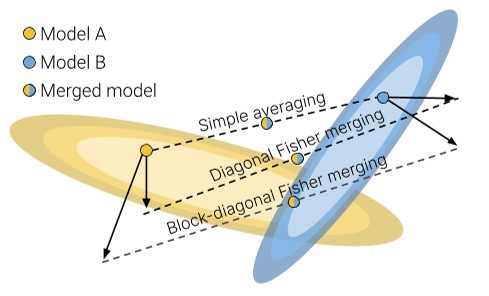 Model A
Model B
Merged model
Simple averaging
Diagonal Fisher merging
Block-diagonal Fisher merging